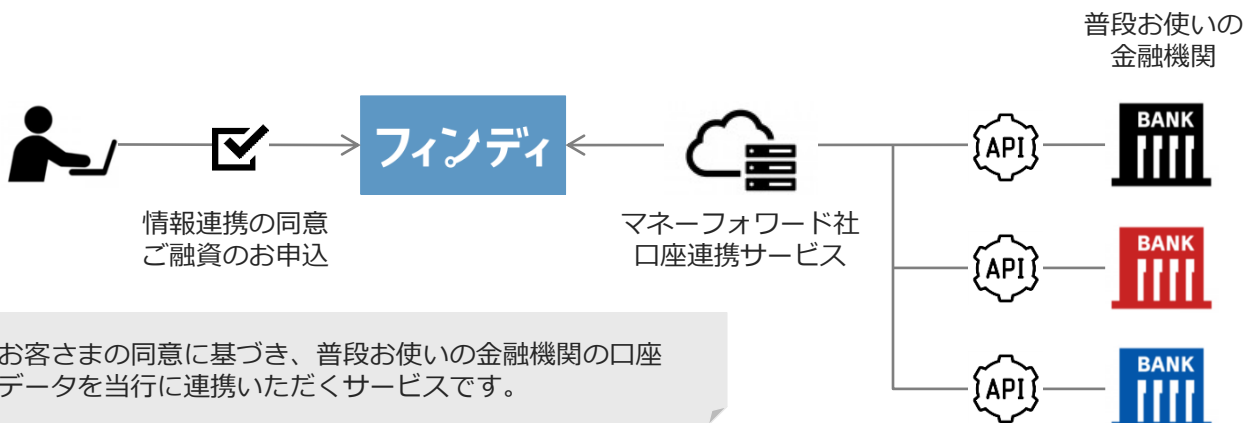 普段お使いの
金融機関
BANK
API
フィンディ
情報連携の同意
ご融資のお申込
マネーフォワード社
口座連携サービス
BANK
API
お客さまの同意に基づき、普段お使いの金融機関の口座
データを当行に連携いただくサービスです。
BANK
API